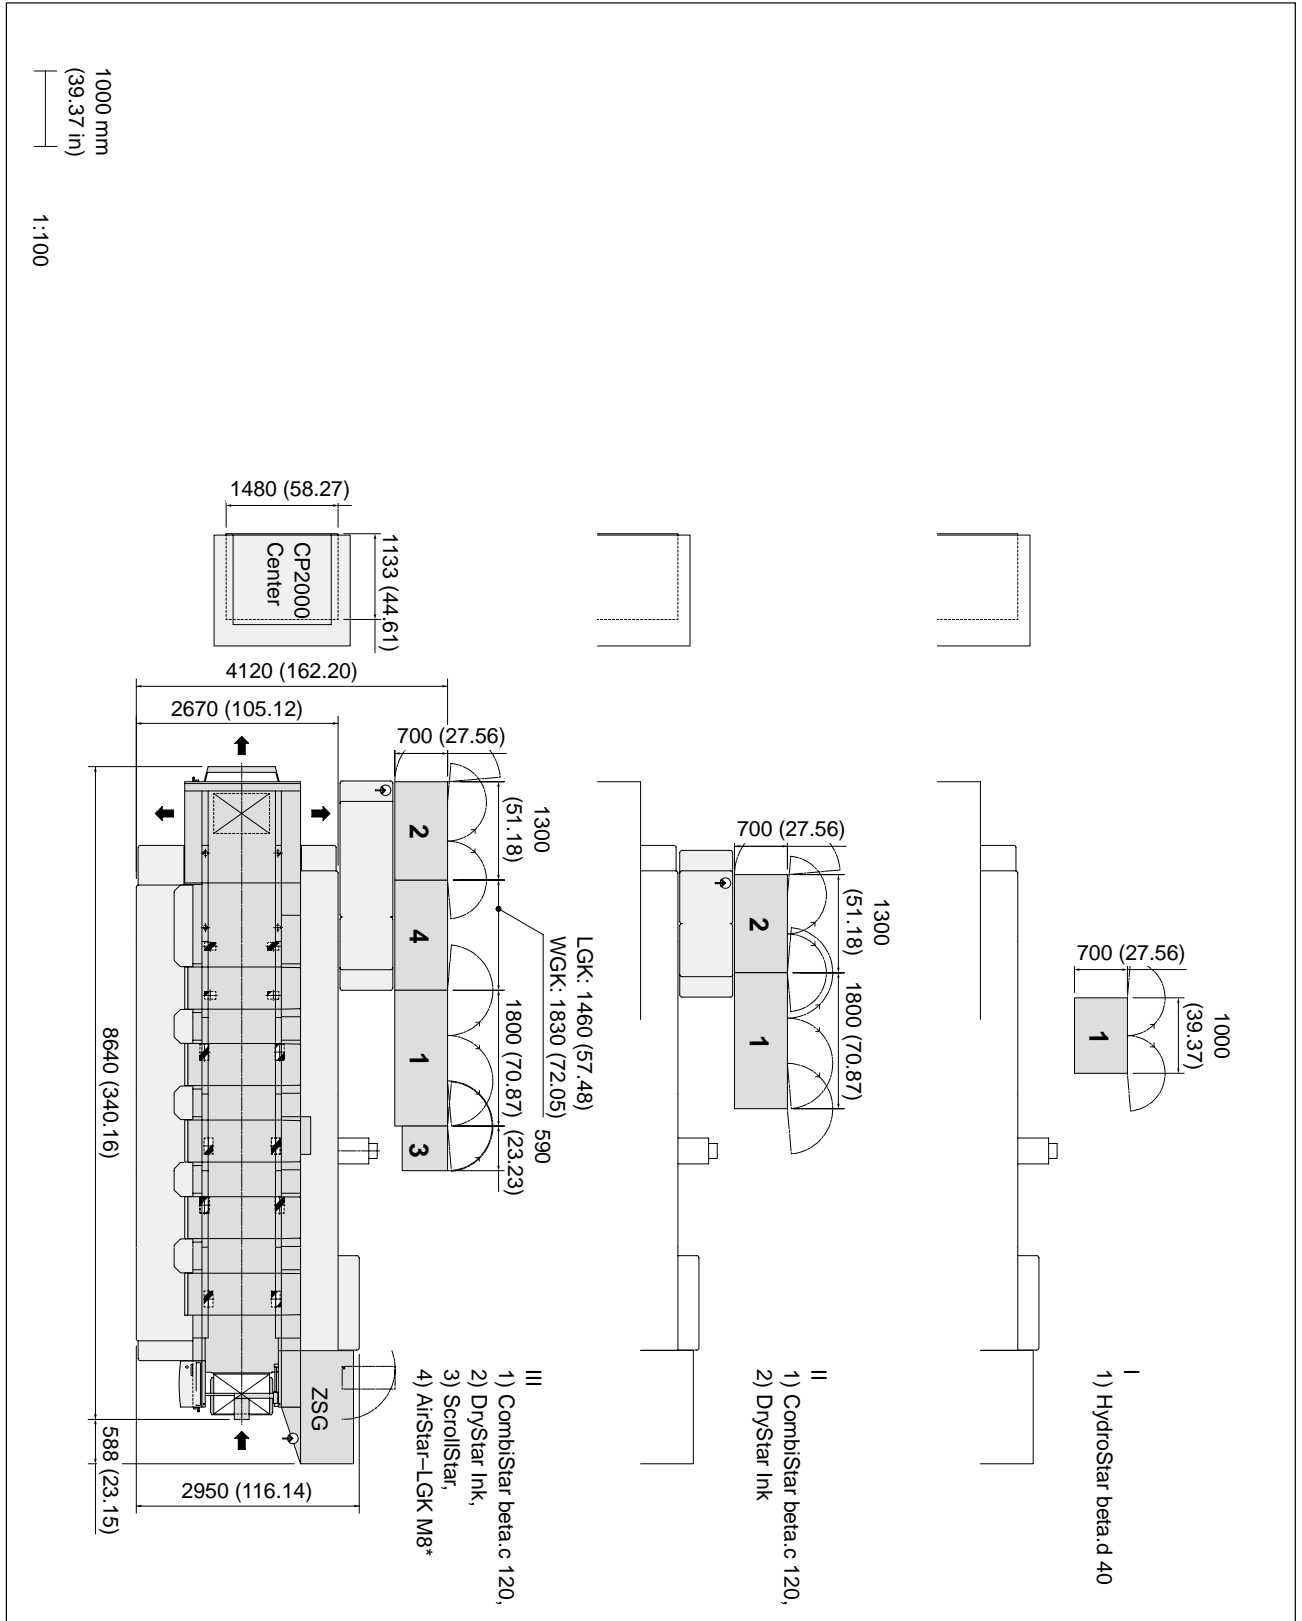 1000 mm
(39.37 in)
1:100
I
1) HydroStar beta.d 40
1000
(39.37)
700 (27.56)
1
II
1) CombiStar beta.c 120,
2) DryStar Ink
1300
(51.18)
1800 (70.87)
700 (27.56)
2
1
III
1) CombiStar beta.c 120,
2) DryStar Ink,
3) ScrollStar,
4) AirStar–LGK M8*
LGK: 1460 (57.48)
WGK: 1830 (72.05)
1300
(51.18)
1800 (70.87)
590
(23.23)
700 (27.56)
2
4
1
3
1480 (58.27)
1133 (44.61)
CP2000
Center
4120 (162.20)
2670 (105.12)
ZSG
8640 (340.16)
588 (23.15)
2950 (116.14)